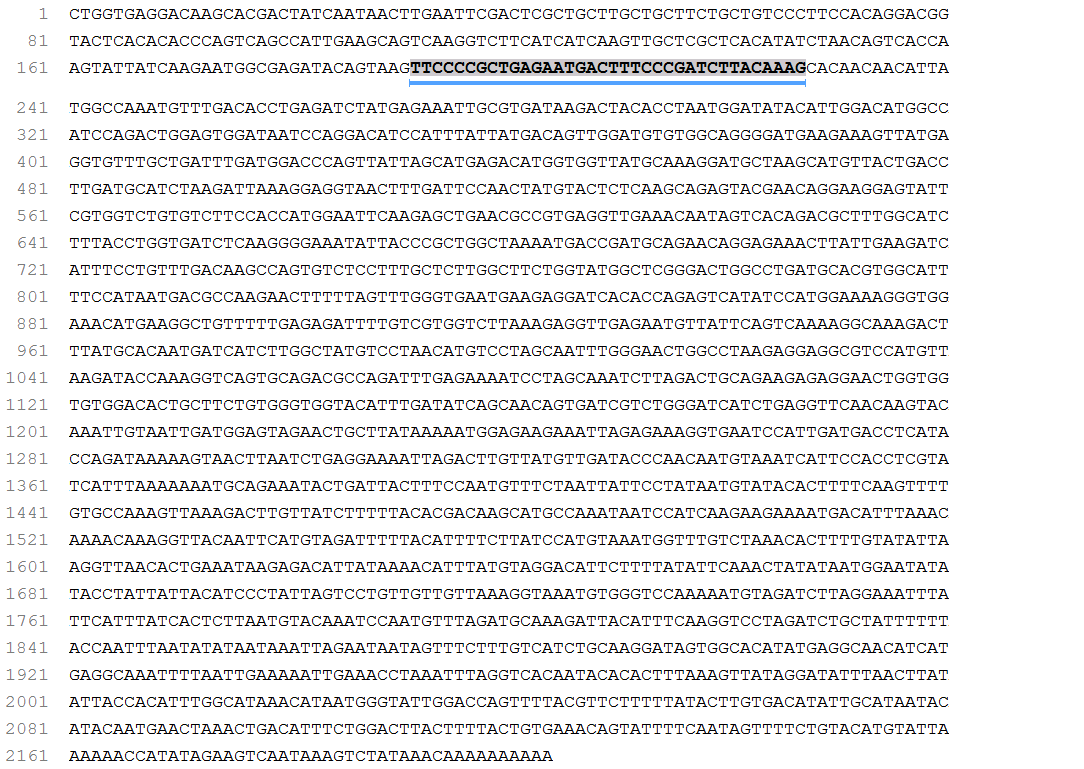 1 CTGGTGAGGACAAGCACGACTATCAATAACTTGAATTCGACTCGCTGCTTGCTGCTTCTGCTGTCCCTTCCACAGGACGG
81 TACTCACACACCCAGTCAGCCATTGAAGCAGTCAAGGTCTTCATCATCAAGTTGCTCGCTCACATATCTAACAGTCACCA
161 AGTATTATCAAGAATGGCGAGATACAGTAAGTTCCCCGCTGAGAATGACTTTCCCGATCTTACAAAGCACAACAACATTA
241 TGGCCAAATGTTTGACACCTGAGATCTATGAGAAATTGCGTGATAAGACTACACCTAATGGATATACATTGGACATGGCC
321 ATCCAGACTGGAGTGGATAATCCAGGACATCCATTTATTATGACAGTTGGATGTGTGGCAGGGGATGAAGAAAGTTATGA
401 GGTGTTTGCTGATTTGATGGACCCAGTTATTAGCATGAGACATGGTGGTTATGCAAAGGATGCTAAGCATGTTACTGACC
481 TTGATGCATCTAAGATTAAAGGAGGTAACTTTGATTCCAACTATGTACTCTCAAGCAGAGTACGAACAGGAAGGAGTATT
561 CGTGGTCTGTGTCTTCCACCATGGAATTCAAGAGCTGAACGCCGTGAGGTTGAAACAATAGTCACAGACGCTTTGGCATC
641 TTTACCTGGTGATCTCAAGGGGAAATATTACCCGCTGGCTAAAATGACCGATGCAGAACAGGAGAAACTTATTGAAGATC
721 ATTTCCTGTTTGACAAGCCAGTGTCTCCTTTGCTCTTGGCTTCTGGTATGGCTCGGGACTGGCCTGATGCACGTGGCATT
801 TTCCATAATGACGCCAAGAACTTTTTAGTTTGGGTGAATGAAGAGGATCACACCAGAGTCATATCCATGGAAAAGGGTGG
881 AAACATGAAGGCTGTTTTTGAGAGATTTTGTCGTGGTCTTAAAGAGGTTGAGAATGTTATTCAGTCAAAAGGCAAAGACT
961 TTATGCACAATGATCATCTTGGCTATGTCCTAACATGTCCTAGCAATTTGGGAACTGGCCTAAGAGGAGGCGTCCATGTT
1041 AAGATACCAAAGGTCAGTGCAGACGCCAGATTTGAGAAAATCCTAGCAAATCTTAGACTGCAGAAGAGAGGAACTGGTGG
1121 TGTGGACACTGCTTCTGTGGGTGGTACATTTGATATCAGCAACAGTGATCGTCTGGGATCATCTGAGGTTCAACAAGTAC
1201 AAATTGTAATTGATGGAGTAGAACTGCTTATAAAAATGGAGAAGAAATTAGAGAAAGGTGAATCCATTGATGACCTCATA
1281 CCAGATAAAAAGTAACTTAATCTGAGGAAAATTAGACTTGTTATGTTGATACCCAACAATGTAAATCATTCCACCTCGTA
1361 TCATTTAAAAAAATGCAGAAATACTGATTACTTTCCAATGTTTCTAATTATTCCTATAATGTATACACTTTTCAAGTTTT
1441 GTGCCAAAGTTAAAGACTTGTTATCTTTTTACACGACAAGCATGCCAAATAATCCATCAAGAAGAAAATGACATTTAAAC
1521 AAAACAAAGGTTACAATTCATGTAGATTTTTACATTTTCTTATCCATGTAAATGGTTTGTCTAAACACTTTTGTATATTA
1601 AGGTTAACACTGAAATAAGAGACATTATAAAACATTTATGTAGGACATTCTTTTATATTCAAACTATATAATGGAATATA
1681 TACCTATTATTACATCCCTATTAGTCCTGTTGTTGTTAAAGGTAAATGTGGGTCCAAAAATGTAGATCTTAGGAAATTTA
1761 TTCATTTATCACTCTTAATGTACAAATCCAATGTTTAGATGCAAAGATTACATTTCAAGGTCCTAGATCTGCTATTTTTT
1841 ACCAATTTAATATATAATAAATTAGAATAATAGTTTCTTTGTCATCTGCAAGGATAGTGGCACATATGAGGCAACATCAT
1921 GAGGCAAATTTTAATTGAAAAATTGAAACCTAAATTTAGGTCACAATACACACTTTAAAGTTATAGGATATTTAACTTAT
2001 ATTACCACATTTGGCATAAACATAATGGGTATTGGACCAGTTTTACGTTCTTTTTATACTTGTGACATATTGCATAATAC
2081 ATACAATGAACTAAACTGACATTTCTGGACTTACTTTTACTGTGAAACAGTATTTTCAATAGTTTTCTGTACATGTATTA
2161 AAAAACCATATAGAAGTCAATAAAGTCTATAAACAAAAAAAAAA